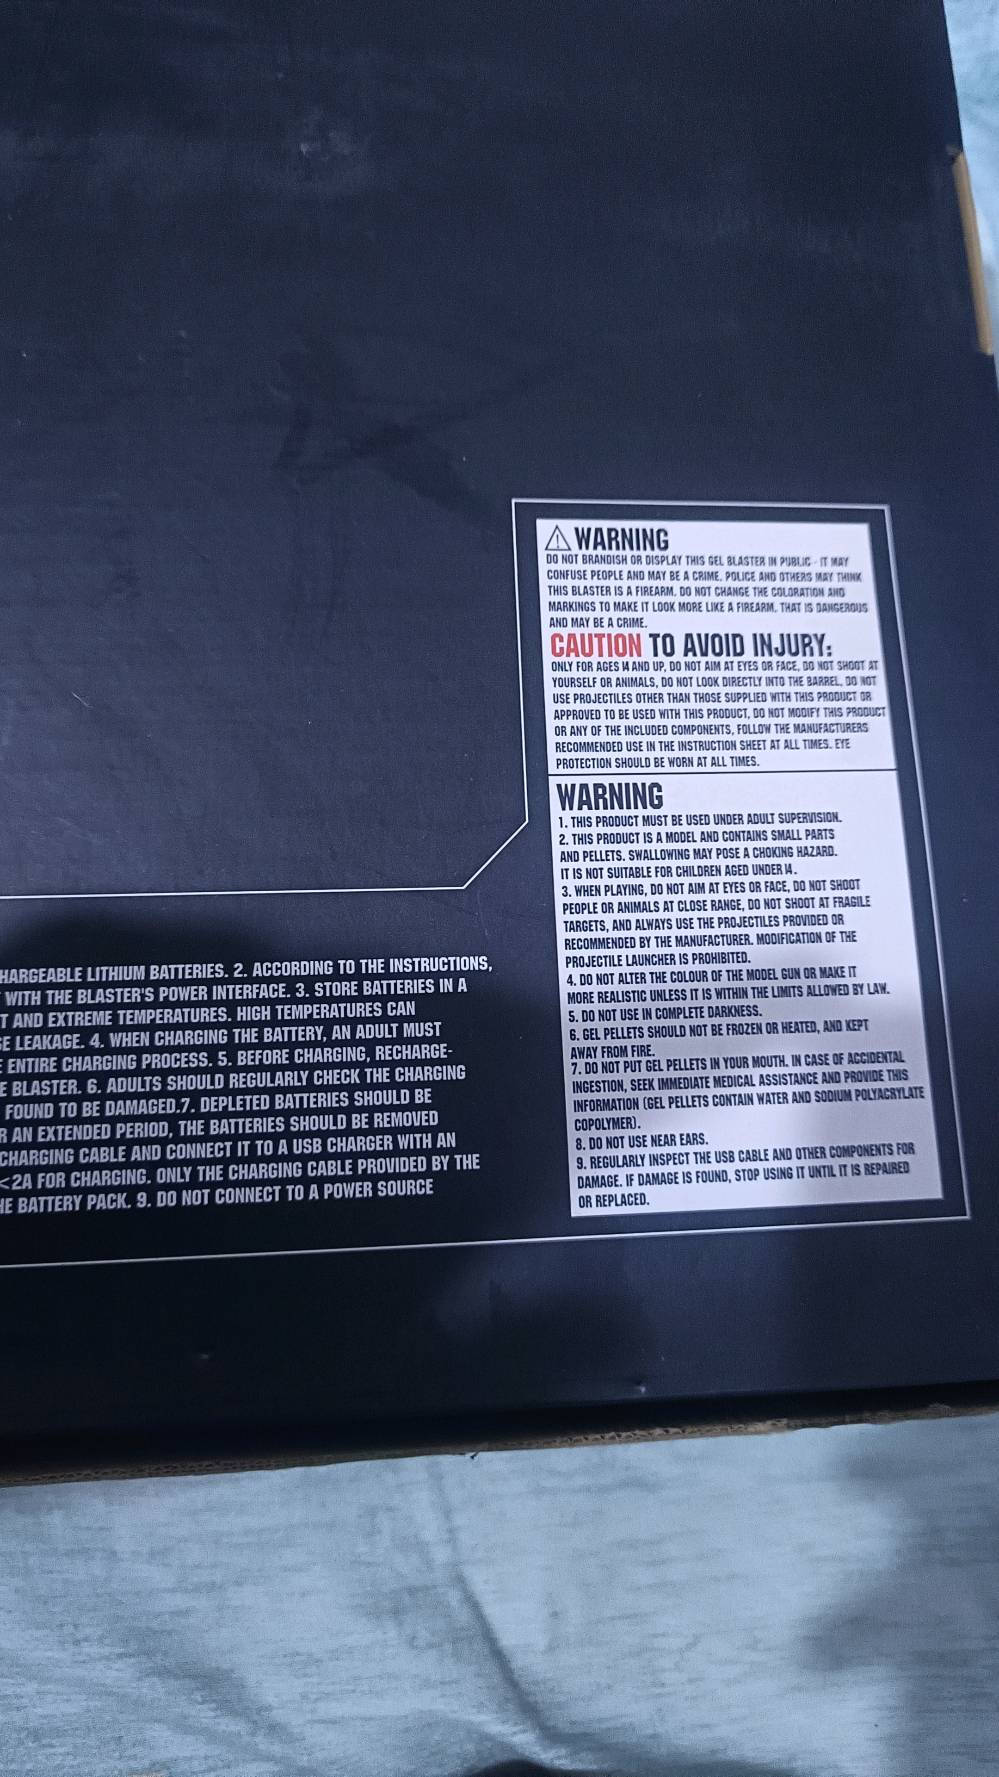 WARNING
DO NOT BRANDISH OR DISPLAY THIS GEL BLASTER IN PUBLIC - IT MAY
CONFUSE PEOPLE AND MAY BE A CRIME. POLICE AND OTHERS MAY THINK
THIS BLASTER IS A FIREARM. DO NOT CHANGE THE COLORATION AND
MARKINGS TO MAKE IT LOOK MORE LIKE A FIREARM. THAT IS DANGEROUS
AND MAY BE A CRIME.
CAUTION TO AVOID INJURY:
ONLY FOR AGES 14 AND UP, DO NOT AIM AT EYES OR FACE, DO NOT SHOOT AT
YOURSELF OR ANIMALS, DO NOT LOOK DIRECTLY INTO THE BARREL, DO NOT
USE PROJECTILES OTHER THAN THOSE SUPPLIED WITH THIS PRODUCT OR
APPROVED TO BE USED WITH THIS PRODUCT, DO NOT MODIFY THIS PRODUCT
OR ANY OF THE INCLUDED COMPONENTS, FOLLOW THE MANUFACTURERS
RECOMMENDED USE IN THE INSTRUCTION SHEET AT ALL TIMES. EYE
PROTECTION SHOULD BE WORN AT ALL TIMES.
WARNING
1. THIS PRODUCT MUST BE USED UNDER ADULT SUPERVISION.
2. THIS PRODUCT IS A MODEL AND CONTAINS SMALL PARTS
AND PELLETS. SWALLOWING MAY POSE A CHOKING HAZARD.
IT IS NOT SUITABLE FOR CHILDREN AGED UNDER 14.
3. WHEN PLAYING, DO NOT AIM AT EYES OR FACE, DO NOT SHOOT
PEOPLE OR ANIMALS AT CLOSE RANGE, DO NOT SHOOT AT FRAGILE
TARGETS, AND ALWAYS USE THE PROJECTILES PROVIDED OR
RECOMMENDED BY THE MANUFACTURER. MODIFICATION OF THE
PROJECTILE LAUNCHER IS PROHIBITED.
4. DO NOT ALTER THE COLOUR OF THE MODEL GUN OR MAKE IT
MORE REALISTIC UNLESS IT IS WITHIN THE LIMITS ALLOWED BY LAW.
5. DO NOT USE IN COMPLETE DARKNESS.
6. GEL PELLETS SHOULD NOT BE FROZEN OR HEATED, AND KEPT
AWAY FROM FIRE.
7. DO NOT PUT GEL PELLETS IN YOUR MOUTH. IN CASE OF ACCIDENTAL
INGESTION, SEEK IMMEDIATE MEDICAL ASSISTANCE AND PROVIDE THIS
INFORMATION (GEL PELLETS CONTAIN WATER AND SODIUM POLYACRYLATE
COPOLYMER).
8. DO NOT USE NEAR EARS.
9. REGULARLY INSPECT THE USB CABLE AND OTHER COMPONENTS FOR
DAMAGE. IF DAMAGE IS FOUND, STOP USING IT UNTIL IT IS REPAIRED
OR REPLACED.
HARGEABLE LITHIUM BATTERIES. 2. ACCORDING TO THE INSTRUCTIONS,
WITH THE BLASTER'S POWER INTERFACE. 3. STORE BATTERIES IN A
T AND EXTREME TEMPERATURES. HIGH TEMPERATURES CAN
E LEAKAGE. 4. WHEN CHARGING THE BATTERY, AN ADULT MUST
ENTIRE CHARGING PROCESS. 5. BEFORE CHARGING, RECHARGE-
E BLASTER. 6. ADULTS SHOULD REGULARLY CHECK THE CHARGING
FOUND TO BE DAMAGED.7. DEPLETED BATTERIES SHOULD BE
R AN EXTENDED PERIOD, THE BATTERIES SHOULD BE REMOVED
CHARGING CABLE AND CONNECT IT TO A USB CHARGER WITH AN
<2A FOR CHARGING. ONLY THE CHARGING CABLE PROVIDED BY THE
HE BATTERY PACK. 9. DO NOT CONNECT TO A POWER SOURCE